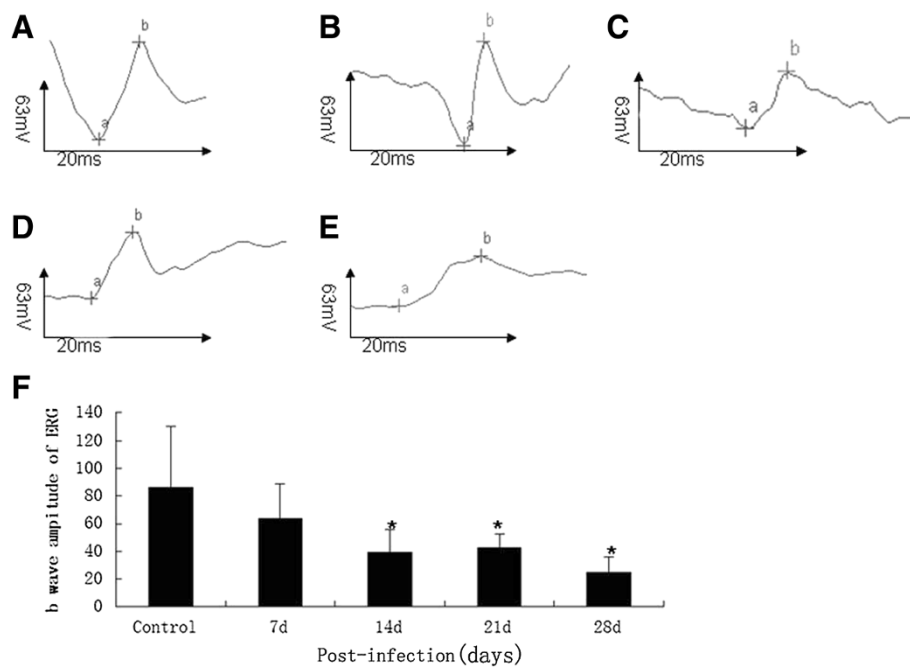 A
b
a
63mV
20ms
B
b
a
63mV
20ms
C
b
a
63mV
20ms
D
b
a
63mV
20ms
E
b
a
63mV
20ms
F
b wave ampitude of ERG
140
120
100
80
60
40
20
0
*
*
*
Control
7d
14d
21d
28d
Post-infection(days)